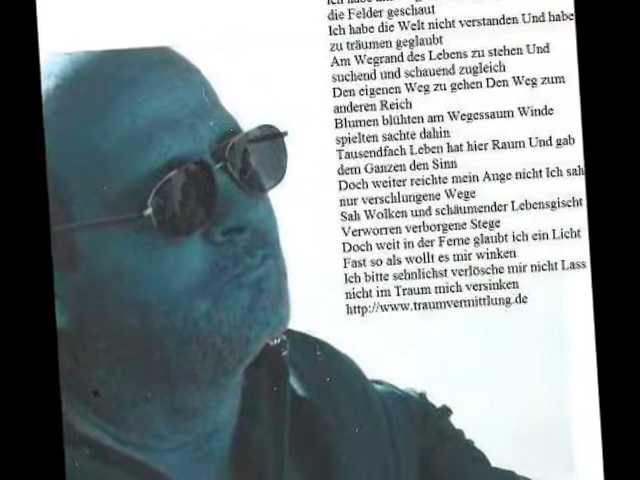 die Felder geschaut
Ich habe die Welt nicht verstanden Und habe
zu träumen geglaubt
Am Wegrand des Lebens zu stehen Und
suchend und schauend zugleich
Den eigenen Weg zu gehen Den Weg zum
anderen Reich
Blumen blühten am Wegessaum Winde
spielten sachte dahin
Tausendfach Leben hat hier Raum Und gab
dem Ganzen den Sinn
Doch weiter reichte mein Auge nicht Ich sah
nur verschlungene Wege
Sah Wolken und schäumender Lebensgischt
Verworren verborgene Stege
Doch weit in der Ferne glaubt ich ein Licht
Fast so als wollt es mir winken
Ich bitte sehnlichst verlösche mir nicht Lass
nicht im Traum mich versinken
http://www.traumvermittlung.de